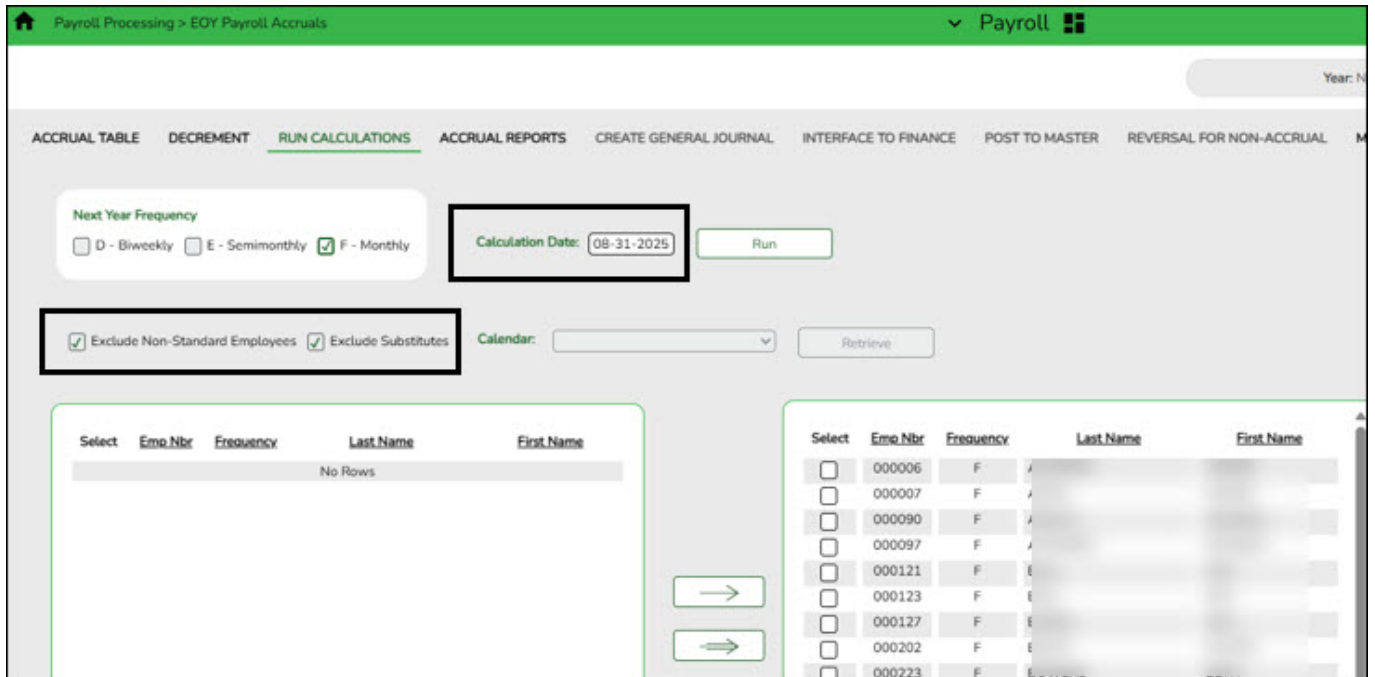 Payroll Processing > EOY Payroll Accruals
Payroll
Year: N
ACCRUAL TABLE DECREMENT RUN CALCULATIONS ACCRUAL REPORTS CREATE GENERAL JOURNAL INTERFACE TO FINANCE POST TO MASTER REVERSAL FOR NON-ACCRUAL M
Next Year Frequency
D - Biweekly E - Semimonthly F - Monthly
Calculation Date: 08-31-2025 Run
Exclude Non-Standard Employees Exclude Substitutes Calendar: Retrieve
Select Emp Nbr Frequency Last Name First Name
No Rows
Select Emp Nbr Frequency Last Name First Name
000006 F
000007 F
000090 F
000097 F
000121 F
000123 F
000127 F
000202 F
000223 F